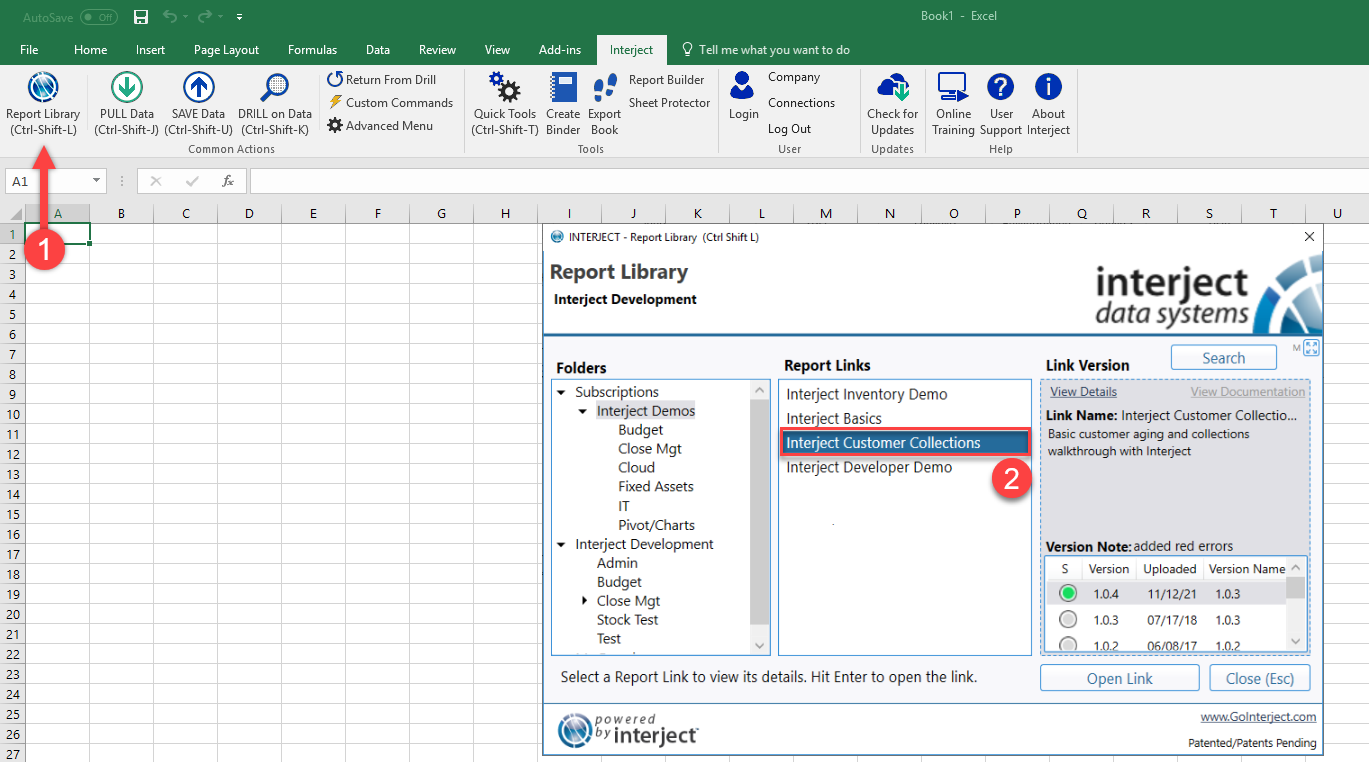 AutoSave Off
Book1 - Excel
File Home Insert Page Layout Formulas Data Review View Add-ins Interject Tell me what you want to do
Report Library
(Ctrl-Shift-L)
PULL Data
(Ctrl-Shift-J)
SAVE Data
(Ctrl-Shift-U)
DRILL on Data
(Ctrl-Shift-K)
Return From Drill
Custom Commands
Advanced Menu
Common Actions
Quick Tools
(Ctrl-Shift-T)
Create
Binder
Export
Book
Report Builder
Sheet Protector
Tools
Login
Company
Connections
Log Out
User
Check for
Updates
Updates
Online
Training
User
Support
About
Interject
Help
A1
fx
A B C D E F G H I J K L M N O P Q R S T U
1
2
3
4
5
6
7
8
9
10
11
12
13
14
15
16
17
18
19
20
21
22
23
24
25
26
27
1
INTERJECT - Report Library (Ctrl Shift L)
Report Library
Interject Development
interject
data systems
Search
M
Folders
Subscriptions
Interject Demos
Budget
Close Mgt
Cloud
Fixed Assets
IT
Pivot/Charts
Interject Development
Admin
Budget
Close Mgt
Stock Test
Test
Report Links
Interject Inventory Demo
Interject Basics
Interject Customer Collections
Interject Developer Demo
2
Link Version
View Details View Documentation
Link Name: Interject Customer Collectio...
Basic customer aging and collections
walkthrough with Interject
Version Note: added red errors
S Version Uploaded Version Name
1.0.4 11/12/21 1.0.3
1.0.3 07/17/18 1.0.3
1.0.2 06/08/17 1.0.2
Select a Report Link to view its details. Hit Enter to open the link.
Open Link
Close (Esc)
powered
by interject
www.GoInterject.com
Patented/Patents Pending